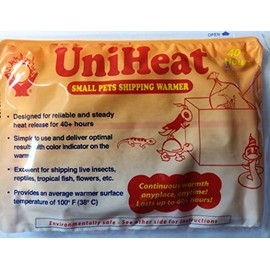 OPEN
UniHeat
SMALL PETS SHIPPING WARMER
40
• Designed for reliable and steady
heat release for 40+ hours
• Simple to use and deliver optimal
results with color indicator on the
warmer
• Excellent for shipping live insects,
reptiles, tropical fish, flowers, etc.
• Provides an average warmer surface
temperature of 100° F (38° C)
Continuous warmth
anyplace, anytime!
Lasts up to 40+ hours!
Environmentally safe - See other side for instructions